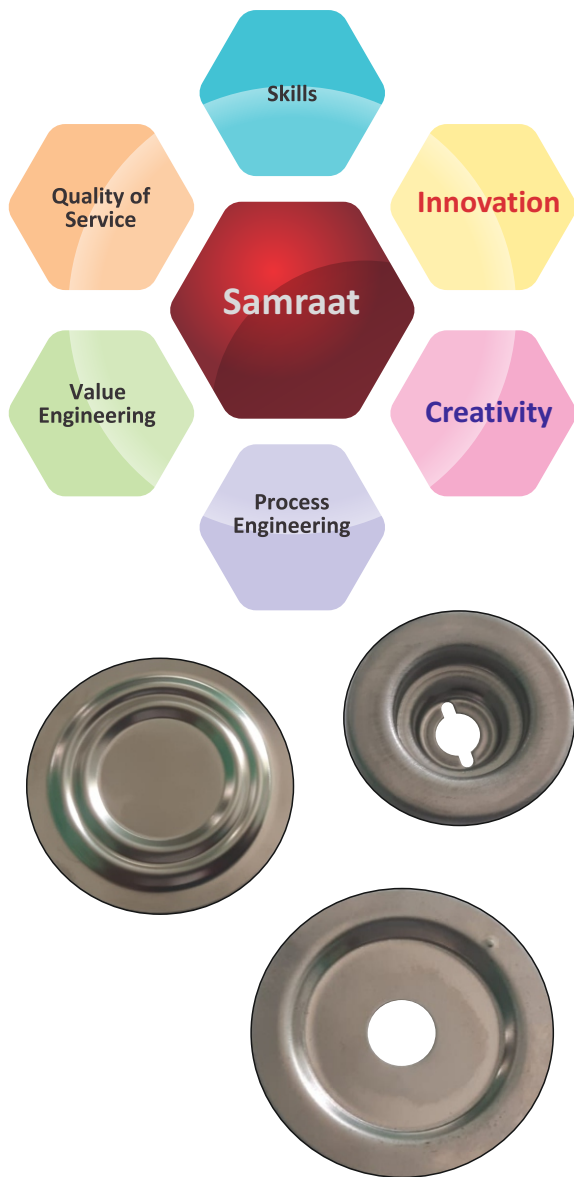 Skills
Quality of
Service
Innovation
Samraat
Value
Engineering
Creativity
Process
Engineering